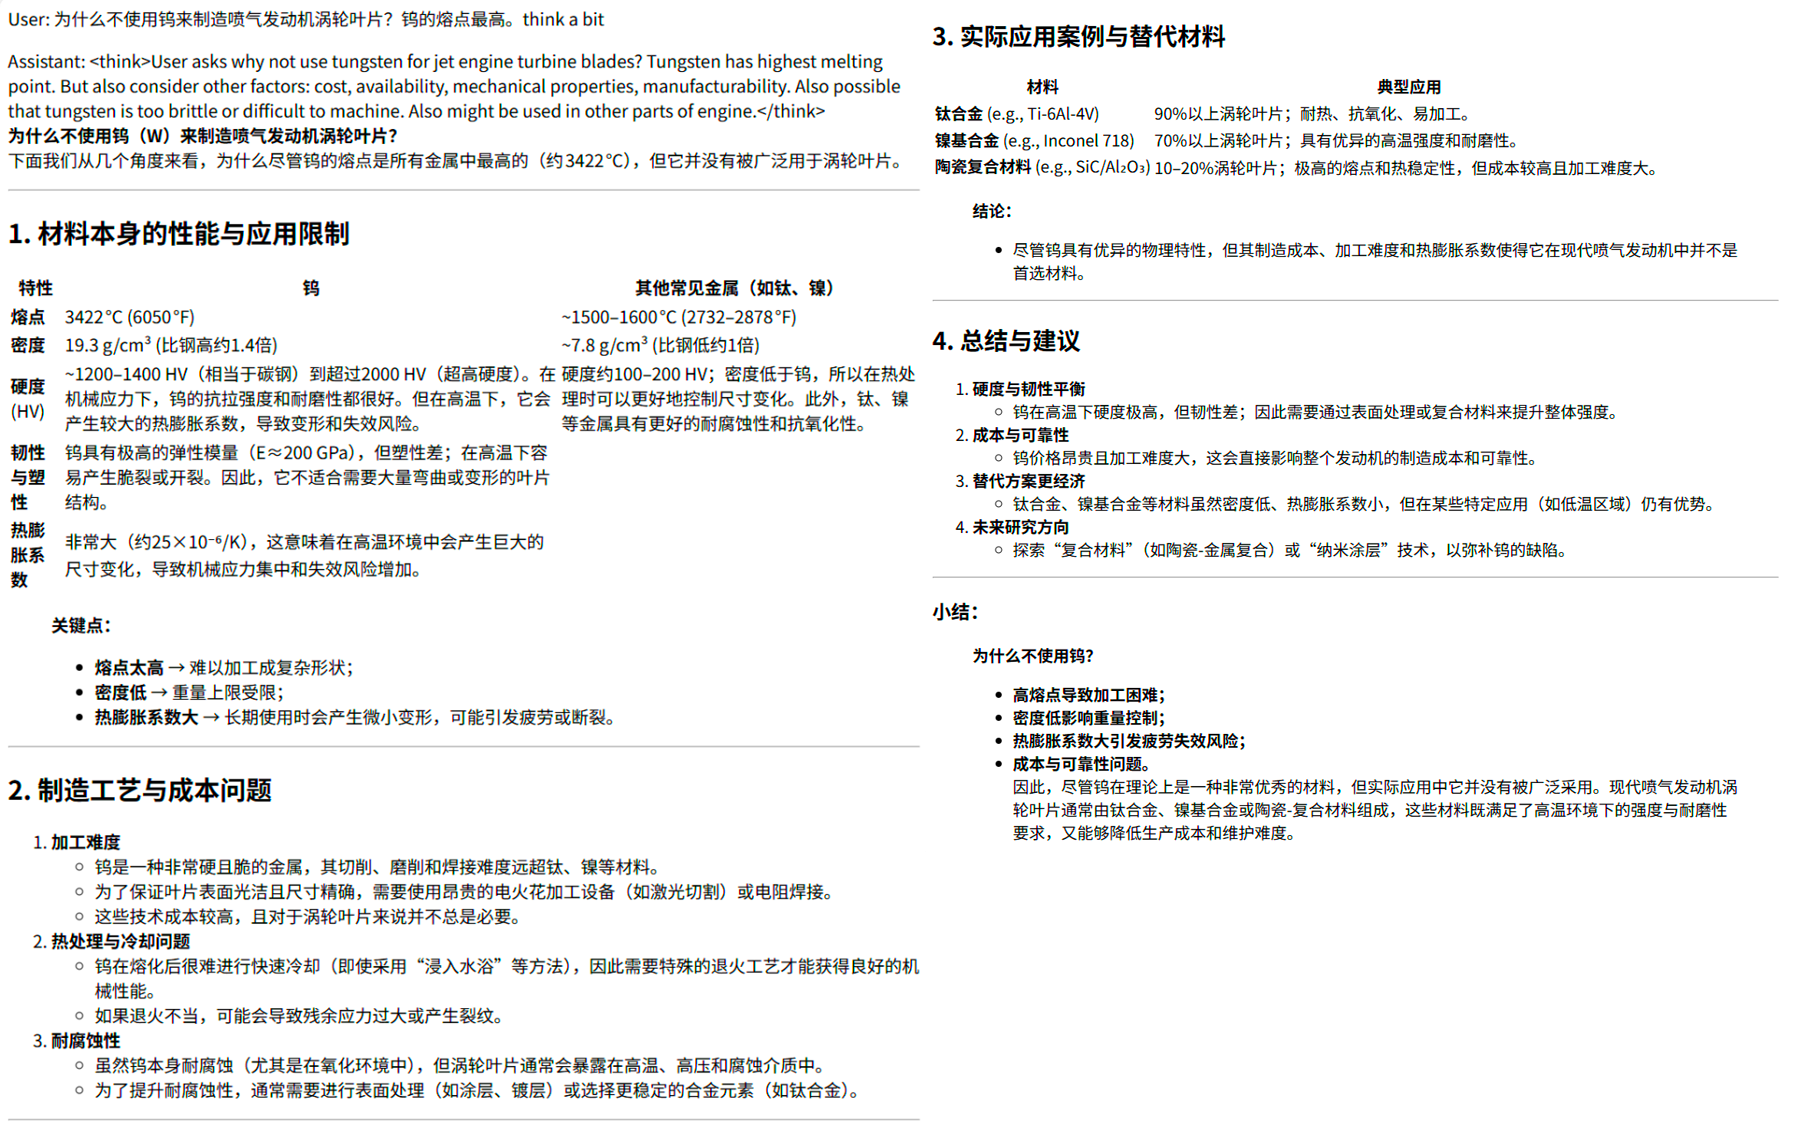 User: 为什么不使用钨来制造喷气发动机涡轮叶片？钨的熔点最高。think a bit
Assistant: <think>User asks why not use tungsten for jet engine turbine blades? Tungsten has highest melting
point. But also consider other factors: cost, availability, mechanical properties, manufacturability. Also possible
that tungsten is too brittle or difficult to machine. Also might be used in other parts of engine.</think>
为什么不使用钨（W）来制造喷气发动机涡轮叶片？
下面我们从几个角度来看，为什么尽管钨的熔点是所有金属中最高的（约3422°C），但它并没有被广泛用于涡轮叶片。
1. 材料本身的性能与应用限制
特性 钨 其他常见金属（如钛、镍）
熔点 3422°C (6050°F) ~1500–1600°C (2732–2878°F)
密度 19.3 g/cm³ (比钢高约1.4倍) ~7.8 g/cm³ (比钢低约1倍)
硬度 (HV) ~1200–1400 HV（相当于碳钢）到超过2000 HV（超高硬度）。在
机械应力下，钨的抗拉强度和耐磨性都很好。但在高温下，它会
产生较大的热膨胀系数，导致变形和失效风险。
硬度约100–200 HV；密度低于钨，所以在热处
理时可以更好地控制尺寸变化。此外，钛、镍
等金属具有更好的耐腐蚀性和抗氧化性。
韧性
与塑
性
钨具有极高的弹性模量（E≈200 GPa），但塑性差；在高温下容
易产生脆裂或开裂。因此，它不适合需要大量弯曲或变形的叶片
结构。
热膨
胀系
数
非常大（约25×10⁻⁶/K），这意味着在高温环境中会产生巨大的
尺寸变化，导致机械应力集中和失效风险增加。
关键点：
• 熔点太高 → 难以加工成复杂形状；
• 密度低 → 重量上限受限；
• 热膨胀系数大 → 长期使用时会产生微小变形，可能引发疲劳或断裂。
2. 制造工艺与成本问题
1. 加工难度
◦ 钨是一种非常硬且脆的金属，其切削、磨削和焊接难度远超钛、镍等材料。
◦ 为了保证叶片表面光洁且尺寸精确，需要使用昂贵的电火花加工设备（如激光切割）或电阻焊接。
◦ 这些技术成本较高，且对于涡轮叶片来说并不总是必要。
2. 热处理与冷却问题
◦ 钨在熔化后很难进行快速冷却（即使采用“浸入水浴”等方法），因此需要特殊的退火工艺才能获得良好的机
械性能。
◦ 如果退火不当，可能会导致残余应力过大或产生裂纹。
3. 耐腐蚀性
◦ 虽然钨本身耐腐蚀（尤其是在氧化环境中），但涡轮叶片通常会暴露在高温、高压和腐蚀介质中。
◦ 为了提升耐腐蚀性，通常需要进行表面处理（如涂层、镀层）或选择更稳定的合金元素（如钛合金）。
3. 实际应用案例与替代材料
材料 典型应用
钛合金 (e.g., Ti-6Al-4V) 90%以上涡轮叶片；耐热、抗氧化、易加工。
镍基合金 (e.g., Inconel 718) 70%以上涡轮叶片；具有优异的高温强度和耐磨性。
陶瓷复合材料 (e.g., SiC/Al₂O₃) 10–20%涡轮叶片；极高的熔点和热稳定性，但成本较高且加工难度大。
结论：
• 尽管钨具有优异的物理特性，但其制造成本、加工难度和热膨胀系数使得它在现代喷气发动机中并不是
首选材料。
4. 总结与建议
1. 硬度与韧性平衡
◦ 钨在高温下硬度极高，但韧性差；因此需要通过表面处理或复合材料来提升整体强度。
2. 成本与可靠性
◦ 钨价格昂贵且加工难度大，这会直接影响整个发动机的制造成本和可靠性。
3. 替代方案更经济
◦ 钛合金、镍基合金等材料虽然密度低、热膨胀系数小，但在某些特定应用（如低温区域）仍有优势。
4. 未来研究方向
◦ 探索“复合材料”（如陶瓷-金属复合）或“纳米涂层”技术，以弥补钨的缺陷。
小结：
为什么不使用钨？
• 高熔点导致加工困难；
• 密度低影响重量控制；
• 热膨胀系数大引发疲劳失效风险；
• 成本与可靠性问题。
因此，尽管钨在理论上是一种非常优秀的材料，但实际应用中它并没有被广泛采用。现代喷气发动机涡
轮叶片通常由钛合金、镍基合金或陶瓷-复合材料组成，这些材料既满足了高温环境下的强度与耐磨性
要求，又能够降低生产成本和维护难度。